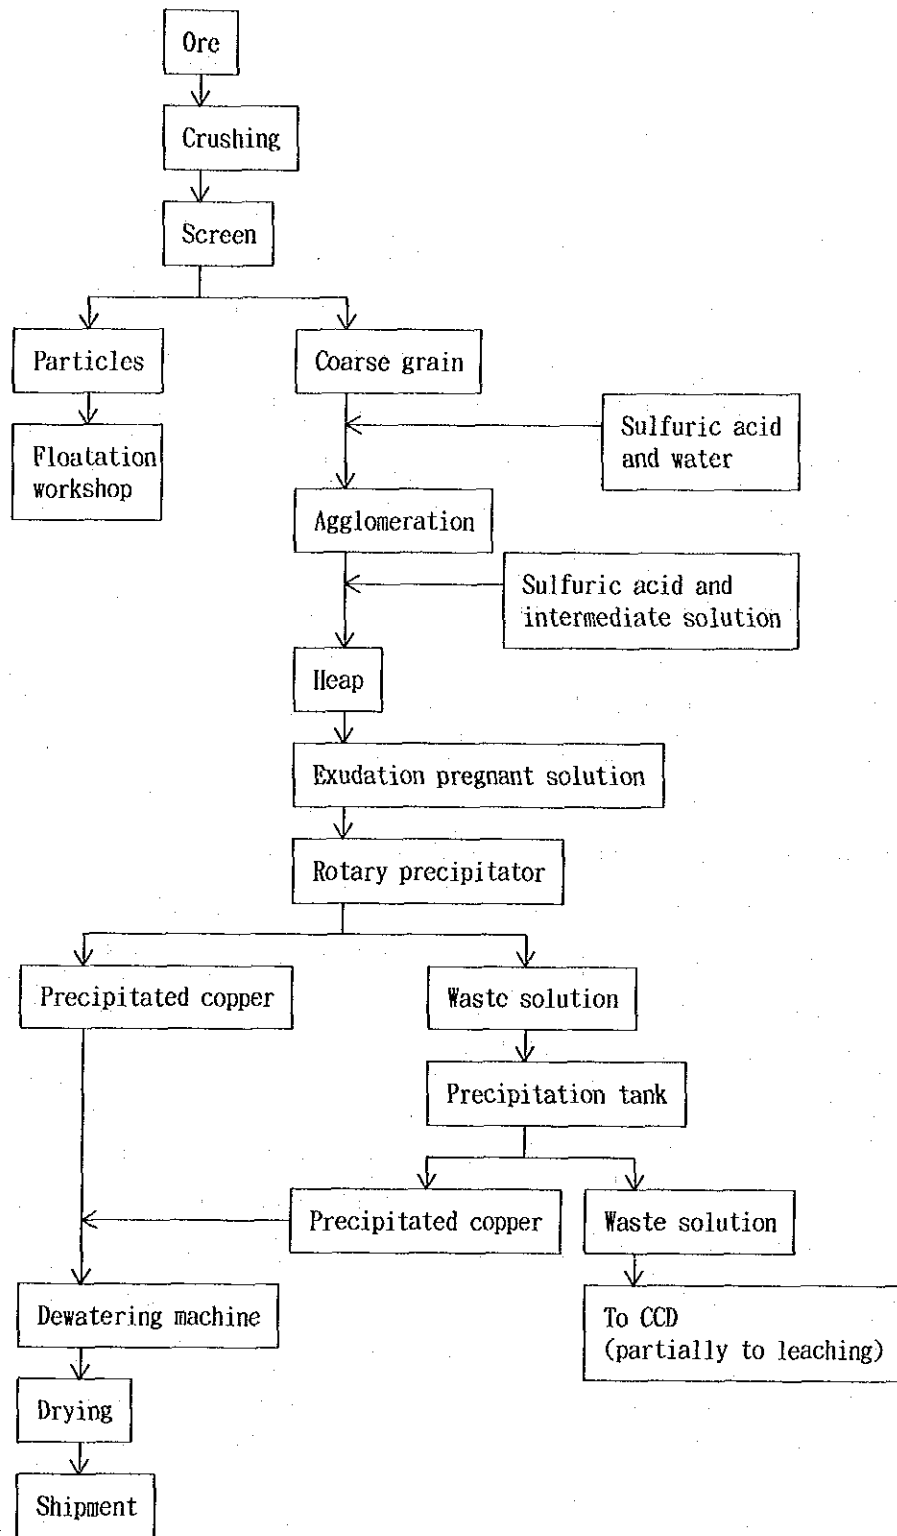 Ore
Crushing
Screen
Particles
Coarse grain
Floatation
workshop
Sulfuric acid
and water
Agglomeration
Sulfuric acid and
intermediate solution
Heap
Exudation pregnant solution
Rotary precipitator
Precipitated copper
Waste solution
Precipitation tank
Precipitated copper
Waste solution
Dewatering machine
To CCD
(partially to leaching)
Drying
Shipment